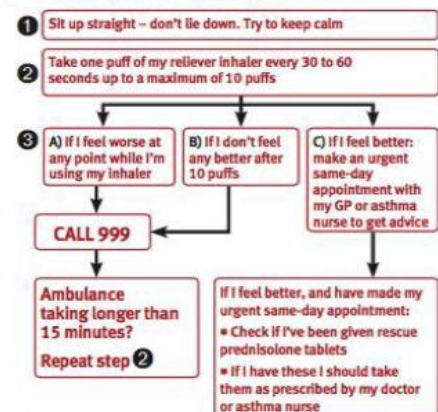 1 Sit up straight – don't lie down. Try to keep calm
2 Take one puff of my reliever inhaler every 30 to 60
seconds up to a maximum of 10 puffs
3 A) If I feel worse at
any point while I'm
using my inhaler
B) If I don't feel
any better after
10 puffs
C) If I feel better:
make an urgent
same-day
appointment with
my GP or asthma
nurse to get advice
CALL 999
Ambulance
taking longer than
15 minutes?
Repeat step 2
If I feel better, and have made my
urgent same-day appointment:
▪ Check if I've been given rescue
prednisolone tablets
▪ If I have these I should take
them as prescribed by my doctor
or asthma nurse